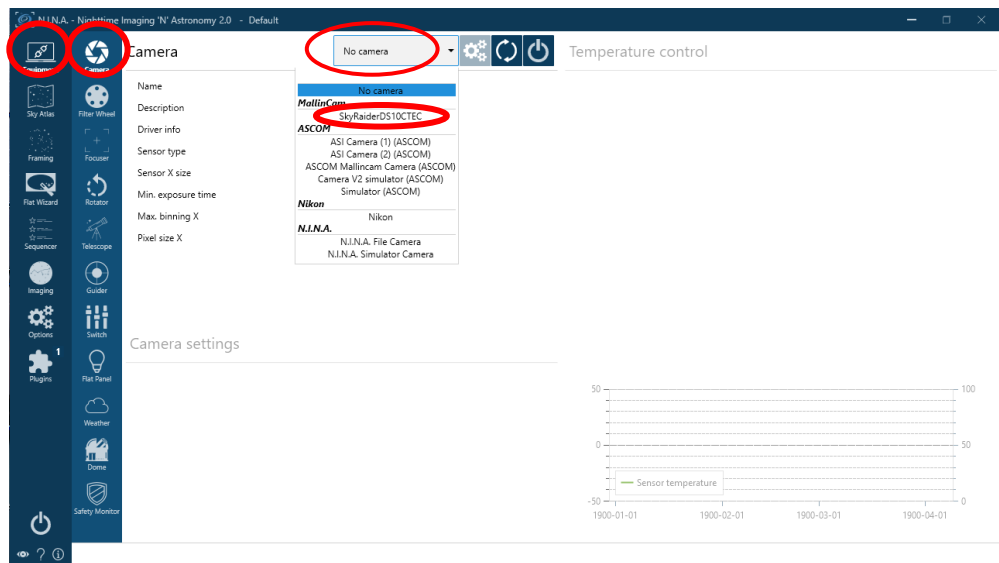 N.I.N.A. - Nighttime Imaging 'N' Astronomy 2.0 - Default
Equipment
Camera
Sky Atlas
Filter Wheel
Framing
Focuser
Flat Wizard
Rotator
Sequencer
Telescope
Imaging
Guider
Options
Switch
Plugins
1
Flat Panel
Weather
Dome
Safety Monitor
Camera
No camera
Name
Description
Driver info
Sensor type
Sensor X size
Min. exposure time
Max. binning X
Pixel size X
No camera
MallinCam
SkyRaiderDS10CTEC
ASCOM
ASI Camera (1) (ASCOM)
ASI Camera (2) (ASCOM)
ASCOM Mallincam Camera (ASCOM)
Camera V2 simulator (ASCOM)
Simulator (ASCOM)
Nikon
Nikon
N.I.N.A.
N.I.N.A. File Camera
N.I.N.A. Simulator Camera
Camera settings
Temperature control
50
100
0
50
Sensor temperature
-50
0
1900-01-01
1900-02-01
1900-03-01
1900-04-01